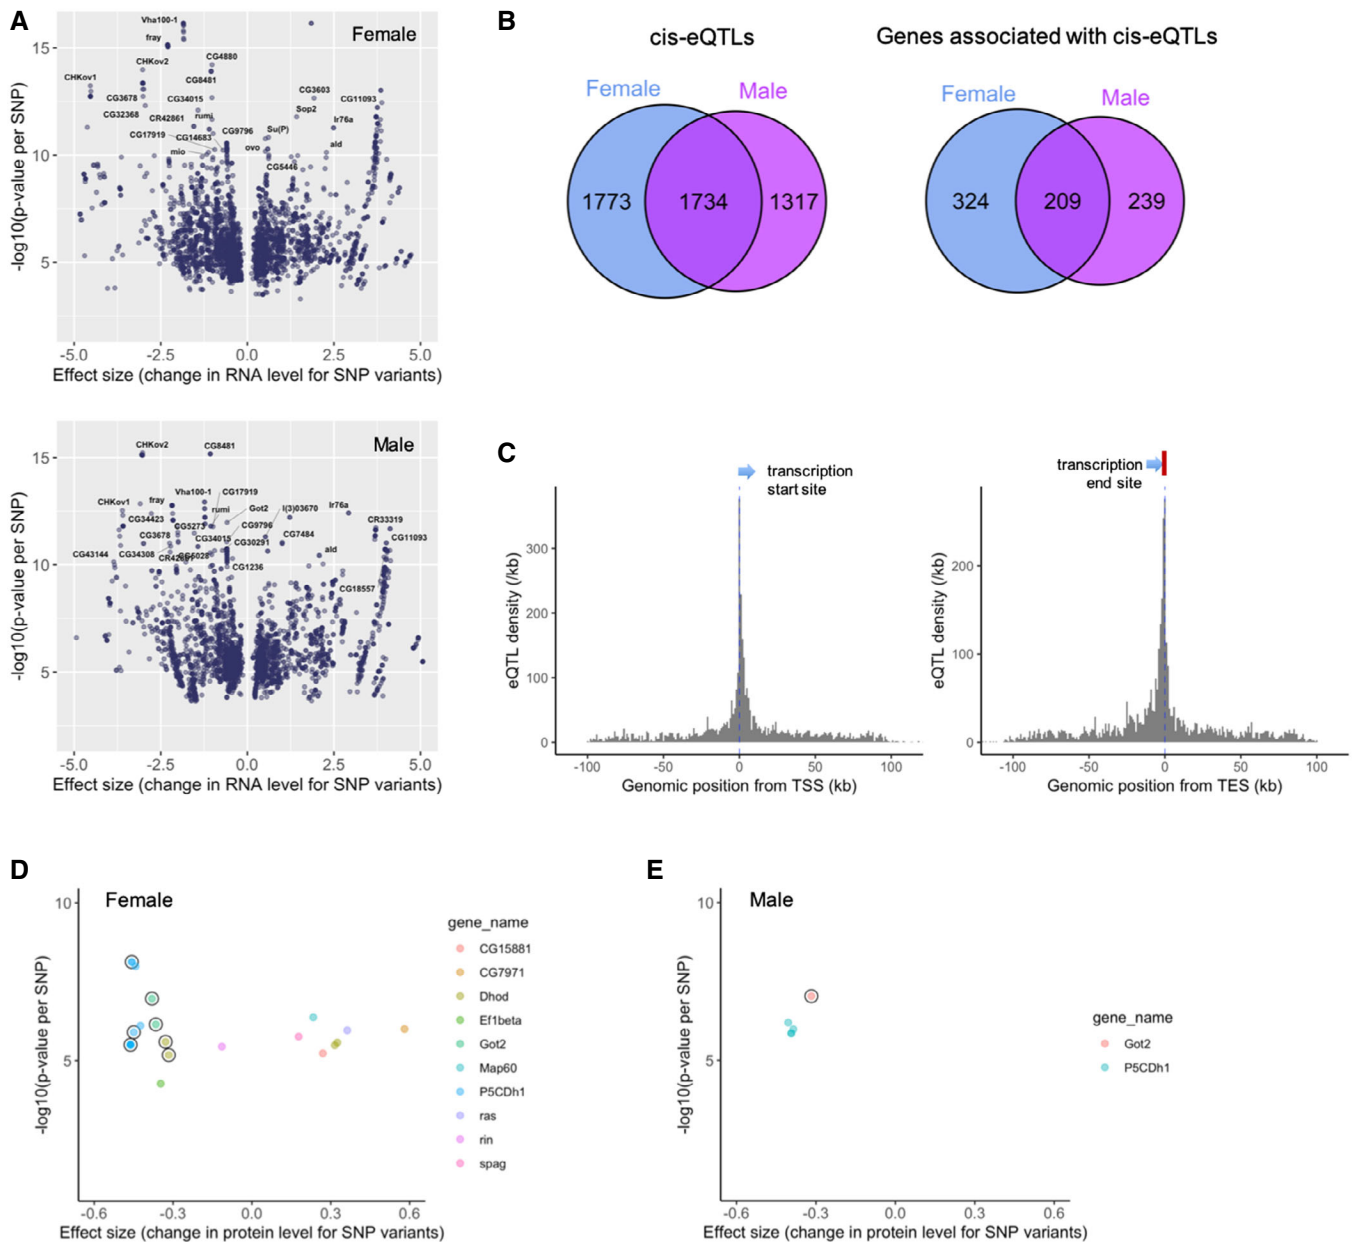 A
Female
-log10(p-value per SNP)
15
10
5
Vha100-1
fray
CHKov2
CG4880
CHKov1
CG8481
CG3678
CG34015
CG3603
CG11093
CG32368
rumi
Sop2
CR42861
Ir76a
CG17919
CG14683
CG9796
Su(P)
mio
ovo
ald
CG5446
-5.0
-2.5
0.0
2.5
5.0
Effect size (change in RNA level for SNP variants)
Male
-log10(p-value per SNP)
15
10
5
CHKov2
CG8481
CHKov1
fray
Vha100-1
CG17919
rumi
Got2
l(3)03670
Ir76a
CG34423
CG5273
CG9796
CR33319
CG3678
CG34015
CG30291
CG7484
CG11093
CG43144
CG34308
ald
CG1236
CG18557
-5.0
-2.5
0.0
2.5
5.0
Effect size (change in RNA level for SNP variants)
B
cis-eQTLs
Female
Male
1773
1734
1317
Genes associated with cis-eQTLs
Female
Male
324
209
239
C
transcription
start site
eQTL density (/kb)
300
200
100
0
-100
-50
0
50
100
Genomic position from TSS (kb)
transcription
end site
eQTL density (/kb)
200
100
0
-100
-50
0
50
100
Genomic position from TES (kb)
D
Female
-log10(p-value per SNP)
10
5
-0.6
-0.3
0.0
0.3
0.6
Effect size (change in protein level for SNP variants)
gene_name
CG15881
CG7971
Dhod
Ef1beta
Got2
Map60
P5CDh1
ras
rin
spag
E
Male
-log10(p-value per SNP)
10
5
-0.6
-0.3
0.0
0.3
0.6
Effect size (change in protein level for SNP variants)
gene_name
Got2
P5CDh1